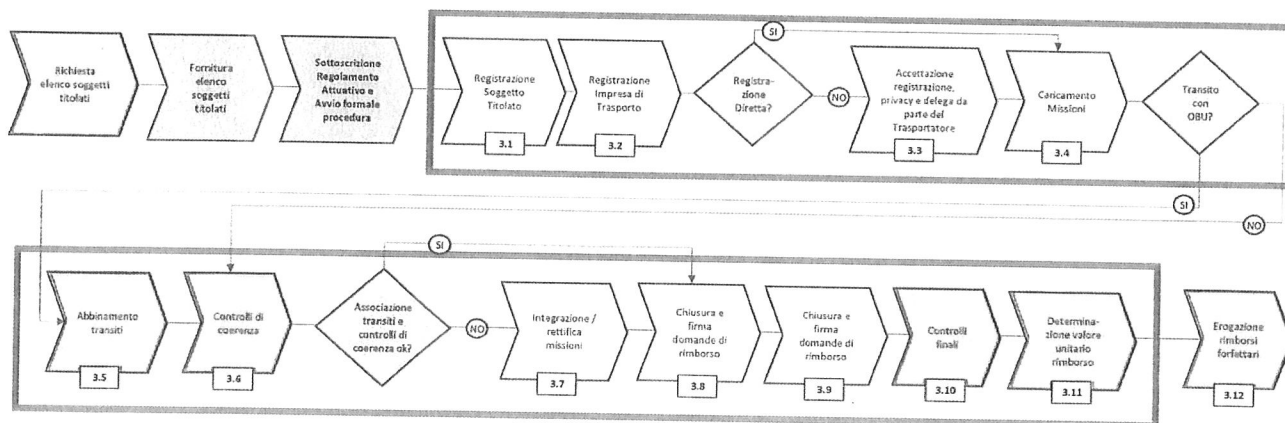 Richiesta
elenco soggetti
titolati
Fornitura
elenco
soggetti
titolati
Sottoscrizione
Regolamento
Attuativo e
Avvio formale
procedura
Registrazione
Soggetto
Titolato
3.1
Registrazione
Impresa di
Trasporto
3.2
Registra-
zione
Diretta?
SI
NO
Accettazione
registrazione,
privacy e delega da
parte del
Trasportatore
3.3
Caricamento
Missioni
3.4
Transito
con
OBU?
SI
NO
Abbinamento
transiti
3.5
Controlli di
coerenza
3.6
Associazione
transiti e
controlli di
coerenza ok?
SI
NO
Integrazione /
rettifica
missioni
3.7
Chiusura e
firma
domande di
rimborso
3.8
Chiusura e
firma
domande di
rimborso
3.9
Controlli
finali
3.10
Determina-
zione valore
unitario
rimborso
3.11
Erogazione
rimborsi
forfettari
3.12